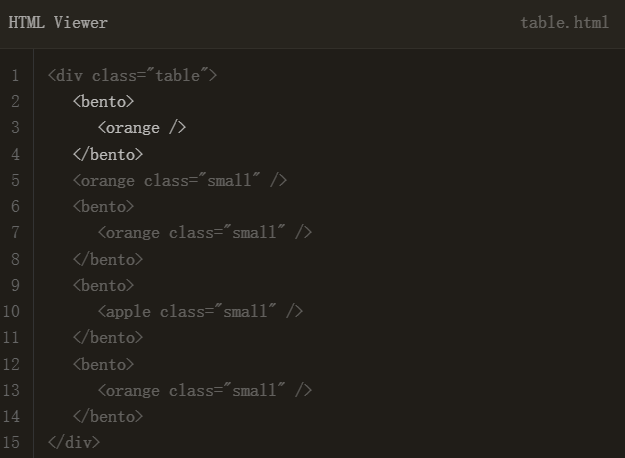 HTML Viewer table.html
1 <div class="table">
2 <bento>
3 <orange />
4 </bento>
5 <orange class="small" />
6 <bento>
7 <orange class="small" />
8 </bento>
9 <bento>
10 <apple class="small" />
11 </bento>
12 <bento>
13 <orange class="small" />
14 </bento>
15 </div>